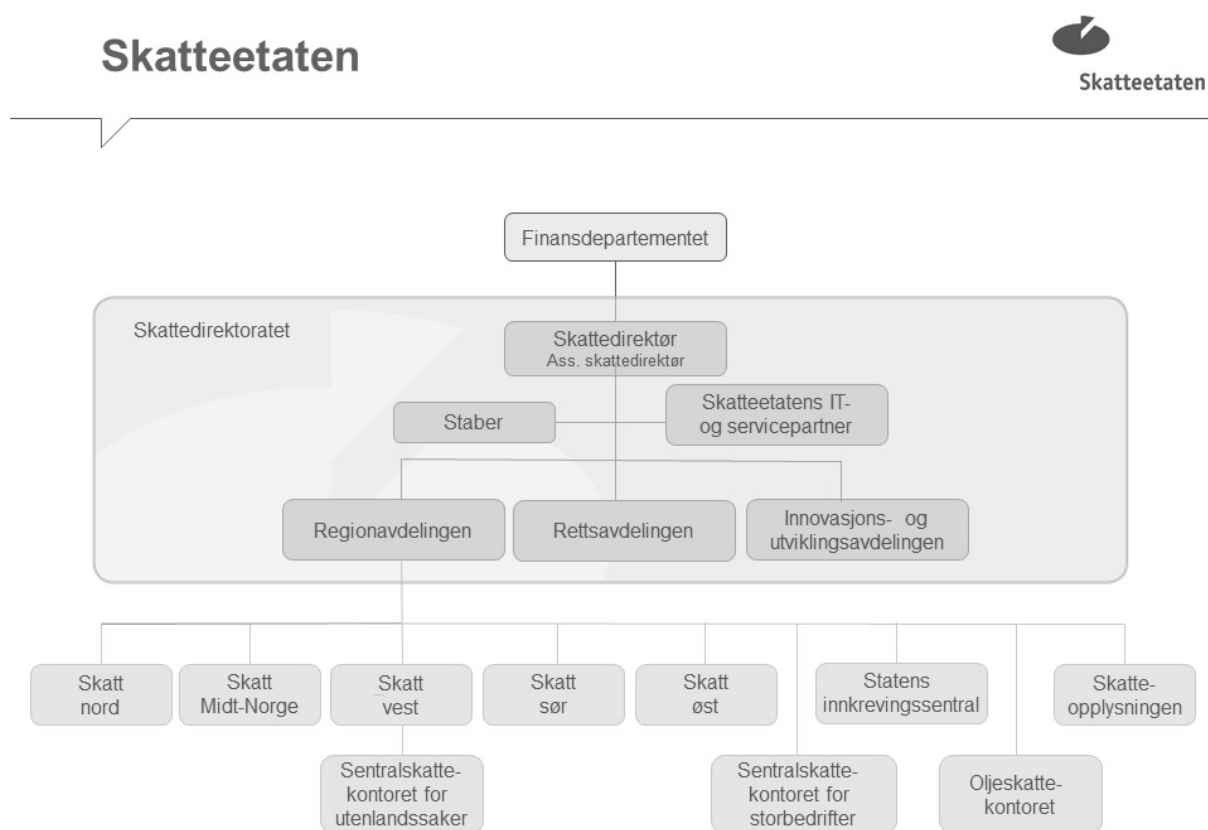 Skatteetaten
Skatteetaten
Finansdepartementet
Skattedirektoratet
Skattedirektør
Ass. skattedirektør
Staber
Skatteetatens IT-
og servicepartner
Regionavdelingen
Rettsavdelingen
Innovasjons- og
utviklingsavdelingen
Skatt
nord
Skatt
Midt-Norge
Skatt
vest
Skatt
sør
Skatt
øst
Statens
innkrevingssentral
Skatte-
opplysningen
Sentralskatte-
kontoret for
utenlandssaker
Sentralskatte-
kontoret for
storbedrifter
Oljeskatte-
kontoret